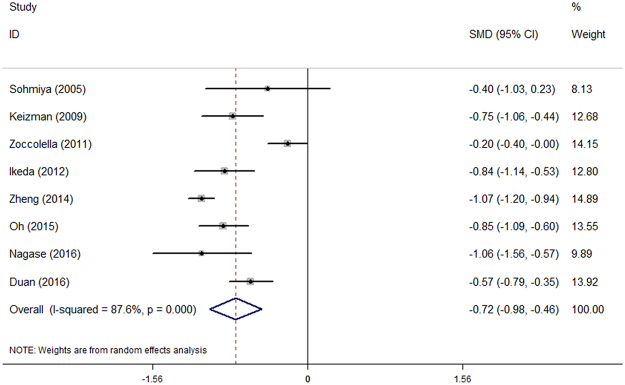 Study %
ID SMD (95% CI) Weight
Sohmiya (2005) -0.40 (-1.03, 0.23) 8.13
Keizman (2009) -0.75 (-1.06, -0.44) 12.68
Zoccolella (2011) -0.20 (-0.40, -0.00) 14.15
Ikeda (2012) -0.84 (-1.14, -0.53) 12.80
Zheng (2014) -1.07 (-1.20, -0.94) 14.89
Oh (2015) -0.85 (-1.09, -0.60) 13.55
Nagase (2016) -1.06 (-1.56, -0.57) 9.89
Duan (2016) -0.57 (-0.79, -0.35) 13.92
Overall (I-squared = 87.6%, p = 0.000) -0.72 (-0.98, -0.46) 100.00
NOTE: Weights are from random effects analysis
-1.56 0 1.56